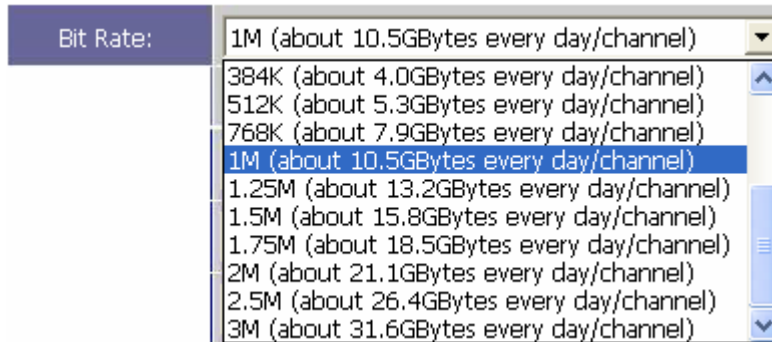 Bit Rate:
1M (about 10.5GBytes every day/channel)
384K (about 4.0GBytes every day/channel)
512K (about 5.3GBytes every day/channel)
768K (about 7.9GBytes every day/channel)
1M (about 10.5GBytes every day/channel)
1.25M (about 13.2GBytes every day/channel)
1.5M (about 15.8GBytes every day/channel)
1.75M (about 18.5GBytes every day/channel)
2M (about 21.1GBytes every day/channel)
2.5M (about 26.4GBytes every day/channel)
3M (about 31.6GBytes every day/channel)